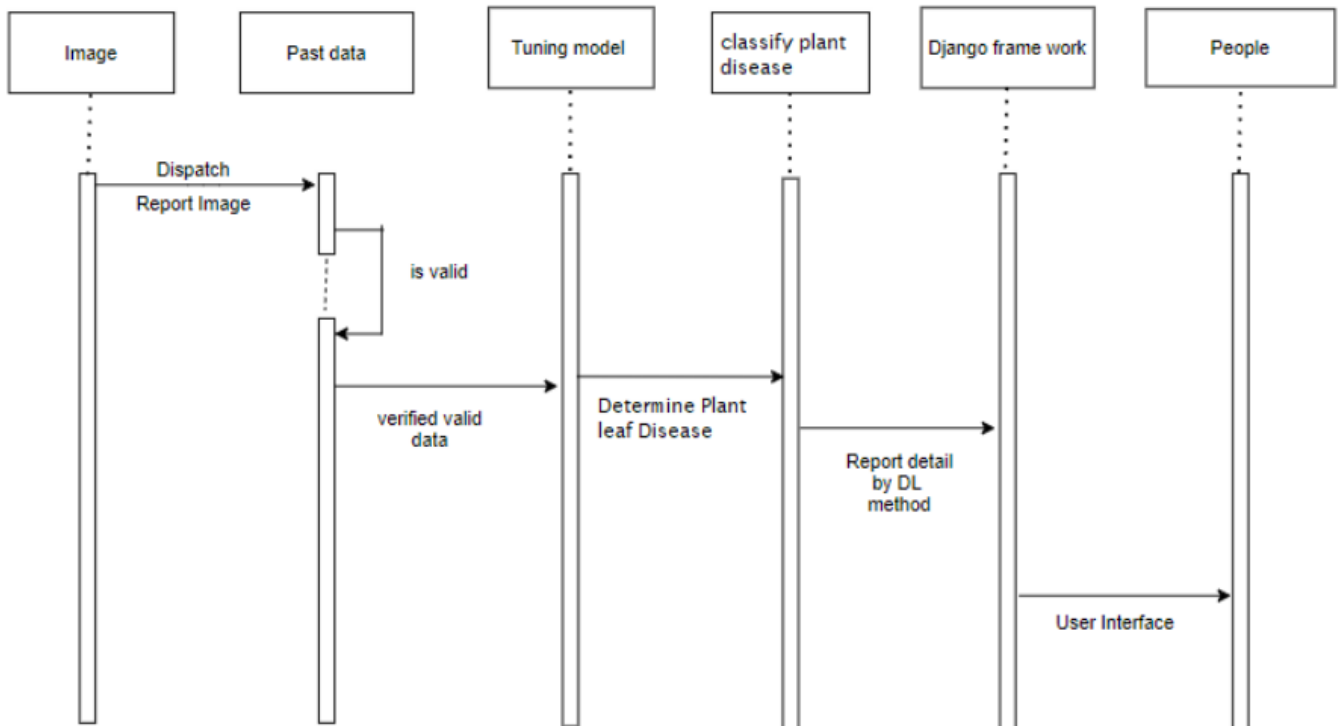 Image
Past data
Tuning model
classify plant
disease
Django frame work
People
Dispatch
Report Image
is valid
verified valid
data
Determine Plant
leaf Disease
Report detail
by DL
method
User Interface